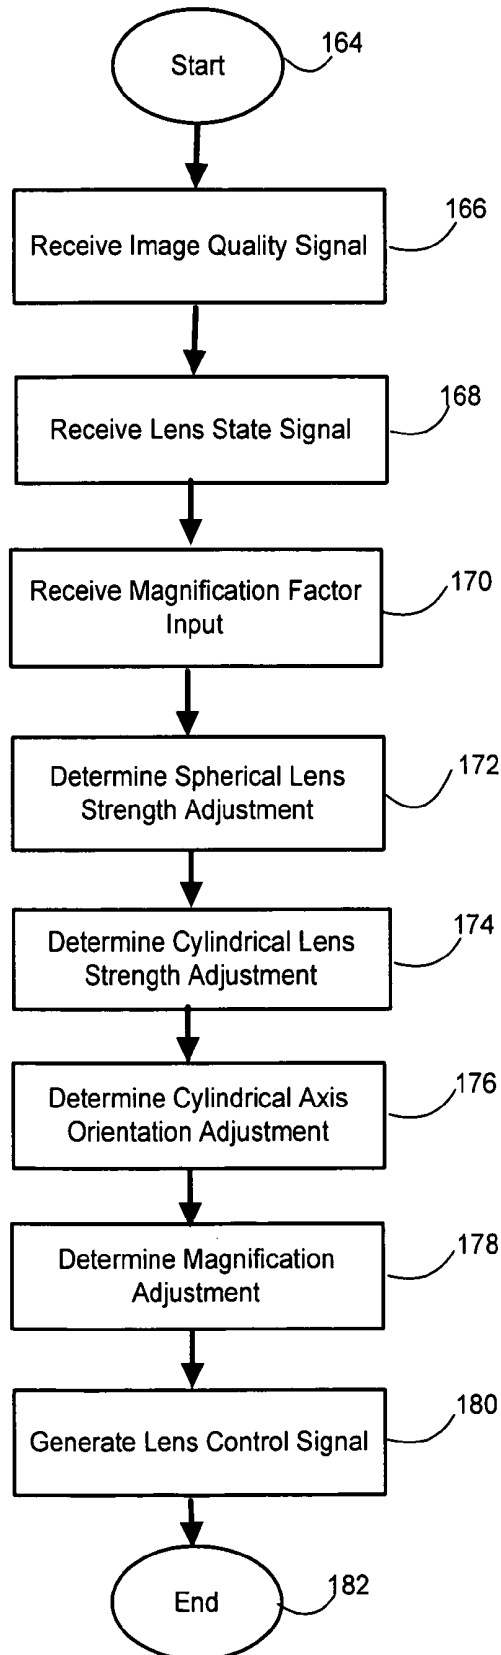 Start
164
Receive Image Quality Signal
166
Receive Lens State Signal
168
Receive Magnification Factor
Input
170
Determine Spherical Lens
Strength Adjustment
172
Determine Cylindrical Lens
Strength Adjustment
174
Determine Cylindrical Axis
Orientation Adjustment
176
Determine Magnification
Adjustment
178
Generate Lens Control Signal
180
End
182